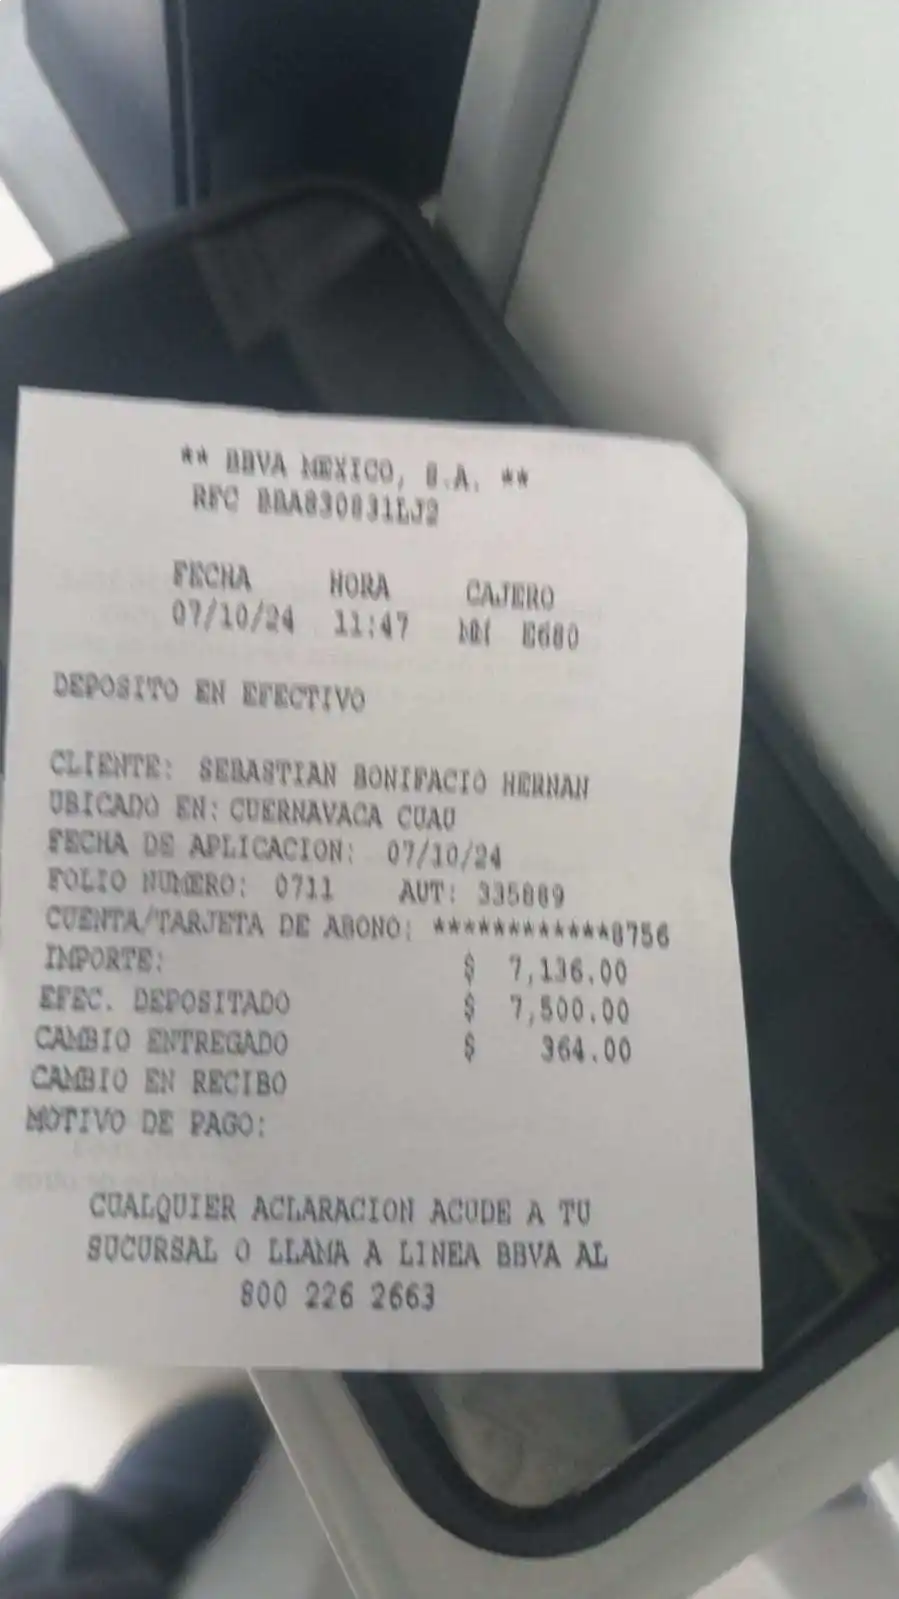 ** BBVA MEXICO, S.A. **
RFC BBA830831LJ2
FECHA HORA CAJERO
07/10/24 11:47 E680
DEPOSITO EN EFECTIVO
CLIENTE: SEBASTIAN BONIFACIO HERNAN
UBICADO EN: CUERNAVACA CUAU
FECHA DE APLICACION: 07/10/24
FOLIO NUMERO: 0711 AUT: 335889
CUENTA/TARJETA DE ABONO: ************8756
IMPORTE: $ 7,136.00
EFEC. DEPOSITADO $ 7,500.00
CAMBIO ENTREGADO $ 364.00
CAMBIO EN RECIBO
MOTIVO DE PAGO:
CUALQUIER ACLARACION ACUDE A TU
SUCURSAL O LLAMA A LINEA BBVA AL
800 226 2663